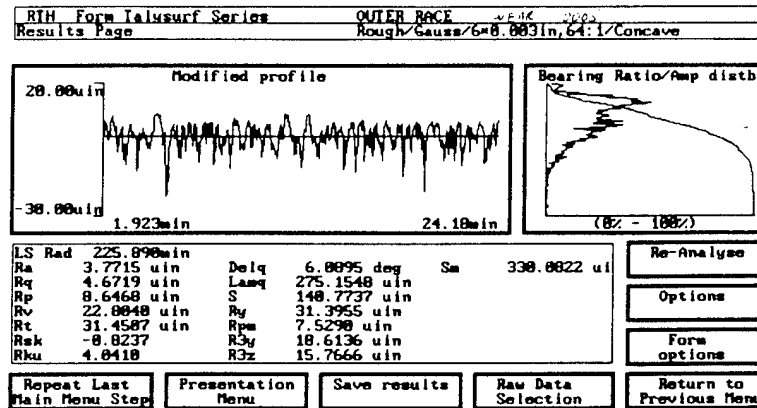 RTH Form Talysurf Series OUTER RACE NEAR
Results Page Rough/Gauss/6*0.003in,64:1/Concave
Modified profile
20.00uin
-30.00uin
1.923min 24.18min
Bearing Ratio/Amp distb
(0% - 100%)
LS Rad 225.890min
Ra 3.7715 uin Delq 6.0895 deg Sm 330.0822 ui
Rq 4.6719 uin Lamq 275.1548 uin
Rp 8.6468 uin S 140.7737 uin
Rv 22.8040 uin Ry 31.3955 uin
Rt 31.4507 uin Rpm 7.5290 uin
Rsk -0.8237 R3y 18.6136 uin
Rku 4.0410 R3z 15.7666 uin
Re-Analyse
Options
Form
options
Repeat Last
Main Menu Step
Presentation
Menu
Save results
Raw Data
Selection
Return to
Previous Menu